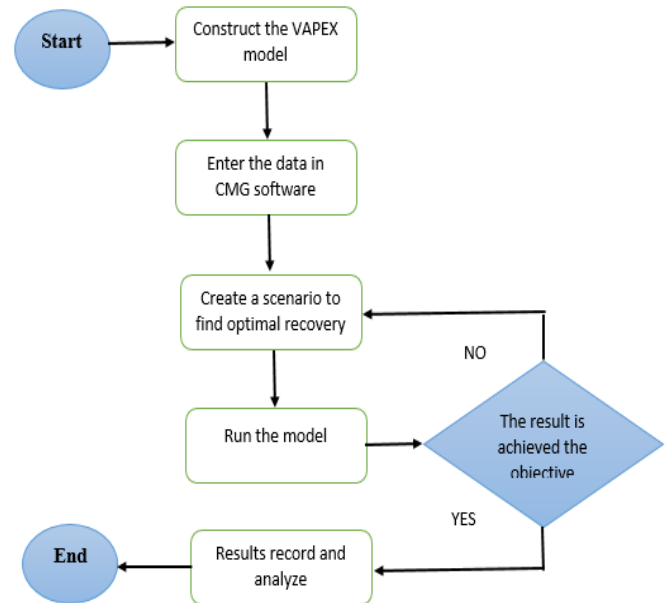 Start
Construct the VAPEX
model
Enter the data in
CMG software
Create a scenario to
find optimal recovery
NO
Run the model
The result is
achieved the
objective
YES
Results record and
analyze
End